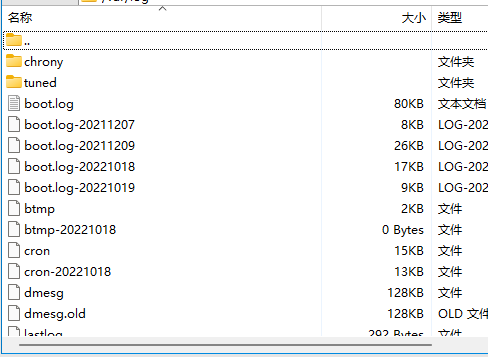 /var/log
名称 大小 类型
..
chrony 文件夹
tuned 文件夹
boot.log 80KB 文本文档
boot.log-20211207 8KB LOG-202
boot.log-20211209 26KB LOG-202
boot.log-20221018 17KB LOG-202
boot.log-20221019 9KB LOG-202
btmp 2KB 文件
btmp-20221018 0 Bytes 文件
cron 15KB 文件
cron-20221018 13KB 文件
dmesg 128KB 文件
dmesg.old 128KB OLD 文件
lastlog 292 Bytes 文件